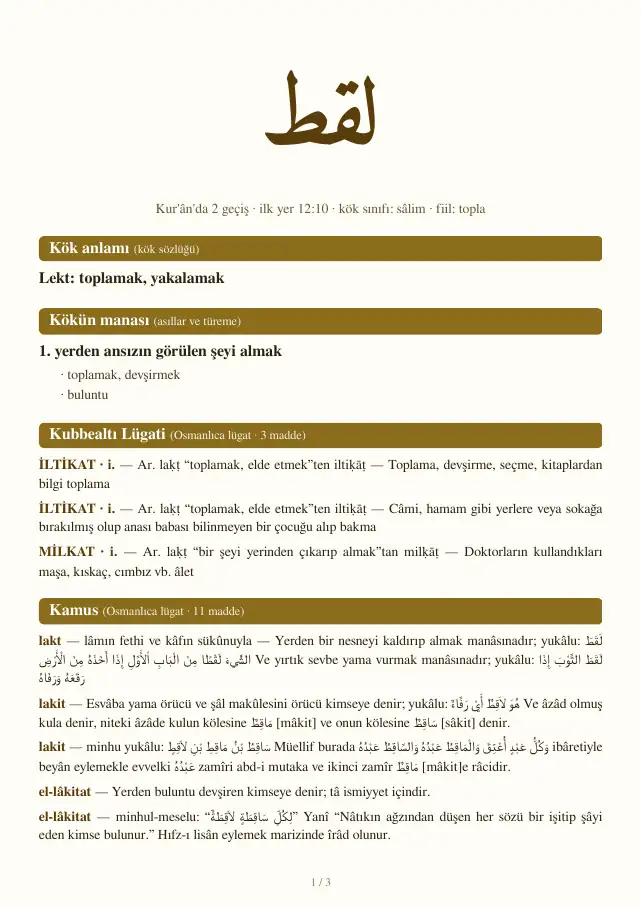 لقط
Kur'ân'da 2 geçiş · ilk yer 12:10 · kök sınıfı: sâlim · fiil: topla
Kök anlamı (kök sözlüğü)
Lekt: toplamak, yakalamak
Kökün manası (asıllar ve türeme)
1. yerden ansızın görülen şeyi almak
· toplamak, devşirmek
· buluntu
Kubbealtı Lügati (Osmanlıca lügat · 3 madde)
İLTİKAT · i. — Ar. laḳṭ “toplamak, elde etmek”ten iltiḳāṭ — Toplama, devşirme, seçme, kitaplardan
bilgi toplama
İLTİKAT · i. — Ar. laḳṭ “toplamak, elde etmek”ten iltiḳāṭ — Câmi, hamam gibi yerlere veya sokağa
bırakılmış olup anası babası bilinmeyen bir çocuğu alıp bakma
MİLKAT · i. — Ar. laḳṭ “bir şeyi yerinden çıkarıp almak”tan milḳāṭ — Doktorların kullandıkları
maşa, kıskaç, cımbız vb. âlet
Kamus (Osmanlıca lügat · 11 madde)
lakt — lâmın fethi ve kâfın sükûnuyla — Yerden bir nesneyi kaldırıp almak manâsınadır; yukâlu: لَقَطَ
الشَّيْءَ لَقْطًا مِنَ الْبَابِ الْأَوَّلِ إِذَا أَخَذَهُ مِنَ الْأَرْضِ Ve yırtık sevbe yama vurmak manâsınadır; yukâlu: لَقَطَ الثَّوْبَ إِذَا
رَقَعَهُ وَرَفَاهُ
lakit — Esvâba yama örücü ve şâl makûlesini örücü kimseye denir; yukâlu: هُوَ لَاقِطٌ أَيْ رَفَّاءٌ Ve âzâd olmuş
kula denir, niteki âzâde kulun kölesine مَاقِطٌ [mâkit] ve onun kölesine سَاقِطٌ [sâkit] denir.
lakit — minhu yukâlu: سَاقِطُ بْنُ مَاقِطِ بْنِ لَاقِطٍ Müellif burada وَكُلُّ عَبْدٍ أُعْتِقَ وَالْمَاقِطُ عَبْدُهُ وَالسَّاقِطُ عَبْدُهُ ibâretiyle
beyân eylemekle evvelki عَبْدُهُ zamîri abd-i mutaka ve ikinci zamîr مَاقِطٌ [mâkit]e râcidir.
el-lâkitat — Yerden buluntu devşiren kimseye denir; tâ ismiyyet içindir.
el-lâkitat — minhul-meselu: “لِكُلِّ سَاقِطَةٍ لَاقِطَةٌ” Yanî “Nâtıkın ağzından düşen her sözü bir işitip şâyi
eden kimse bulunur.” Hıfz-ı lisân eylemek marizinde îrâd olunur.
1 / 3